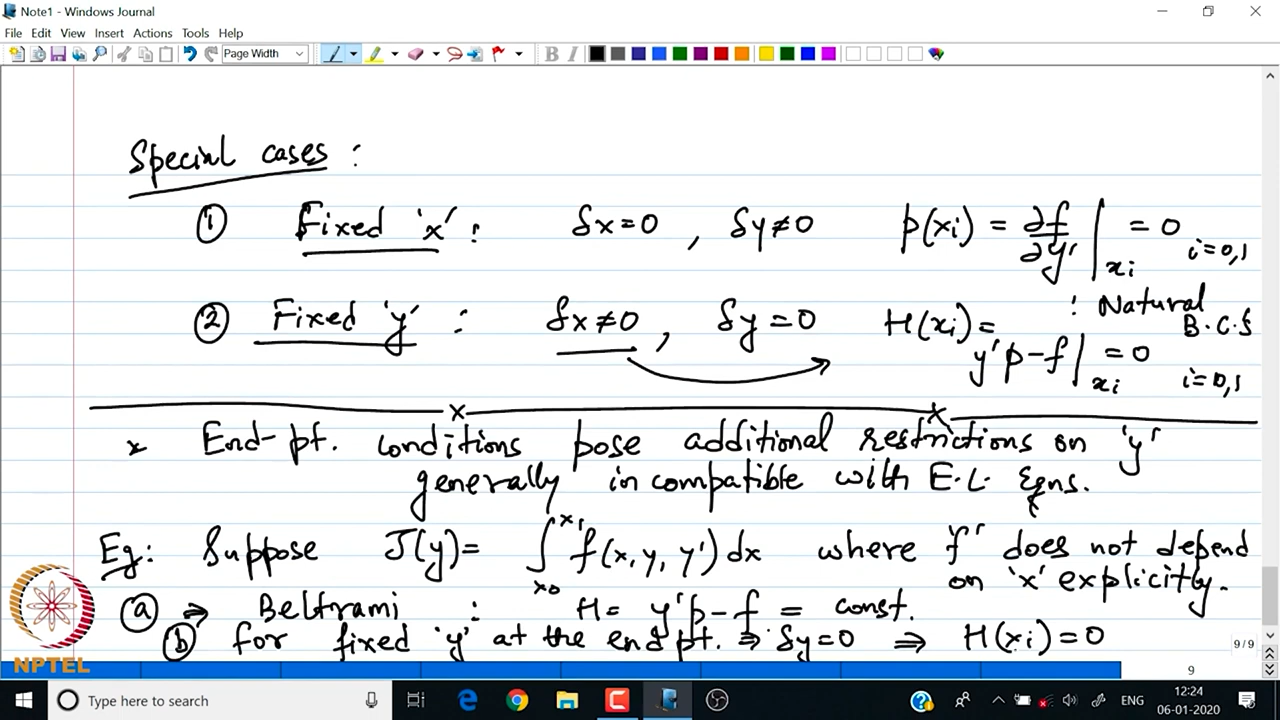 Note1 - Windows Journal
File Edit View Insert Actions Tools Help
Page Width
B I
Special cases :
① Fixed 'x' : δx=0 , δy≠0 p(xi) = ∂f/∂y' | xi = 0 i=0,1
: Natural B.C.S
② Fixed 'y' : δx≠0 , δy=0 H(xi)= y'p-f | xi = 0 i=0,1
* End-pt. conditions pose additional restrictions on 'y'
generally incompatible with E.L. Eqns.
Eg: Suppose J(y)= ∫ x0 x1 f(x, y, y') dx where 'f' does not depend
on 'x' explicitly.
ⓐ ⇒ Beltrami : H= y'p-f = const.
ⓑ for fixed 'y' at the end pt. ⇒ δy=0 ⇒ H(xi)=0
NPTEL
9/9
9
Type here to search
ENG
12:24
06-01-2020